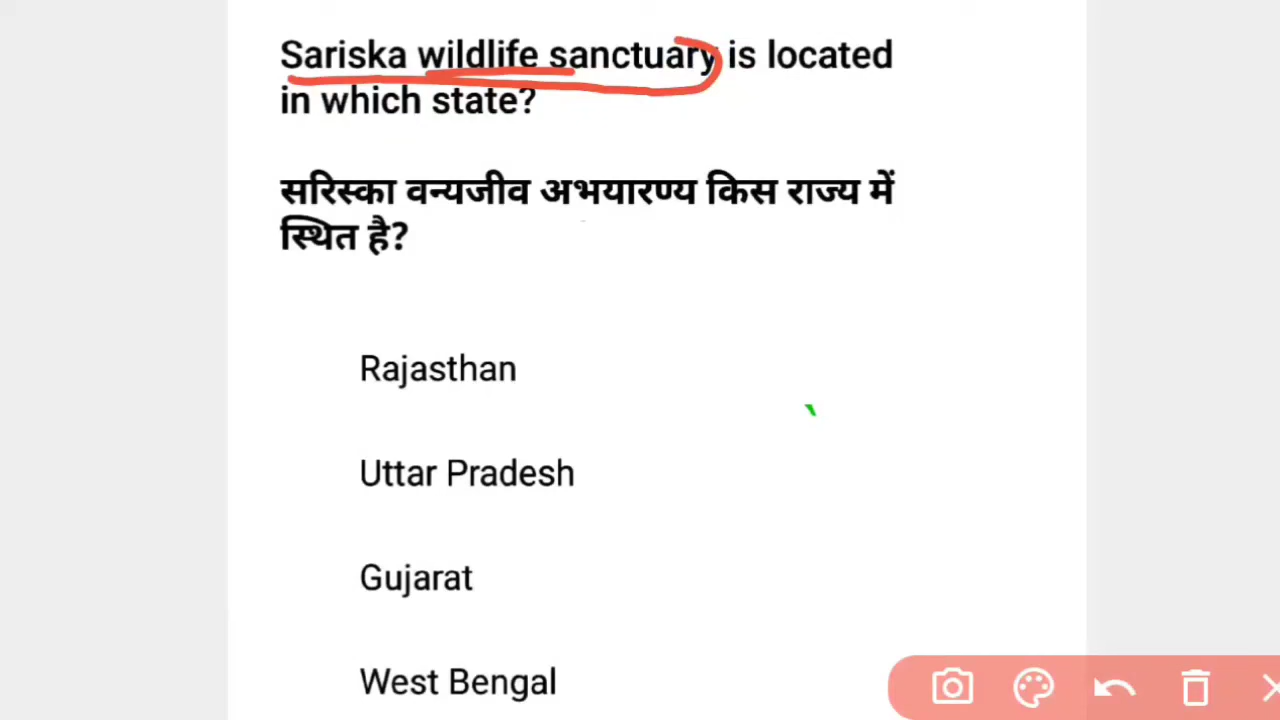 Sariska wildlife sanctuary is located
in which state?
सरिस्का वन्यजीव अभयारण्य किस राज्य में
स्थित है?
Rajasthan
Uttar Pradesh
Gujarat
West Bengal